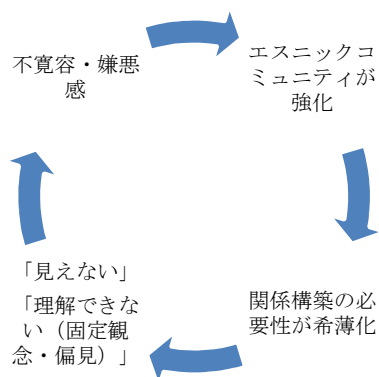 不寛容・嫌悪
感
エスニックコ
ミュニティが
強化
関係構築の必
要性が希薄化
「見えない」
「理解できな
い（固定観
念・偏見）」